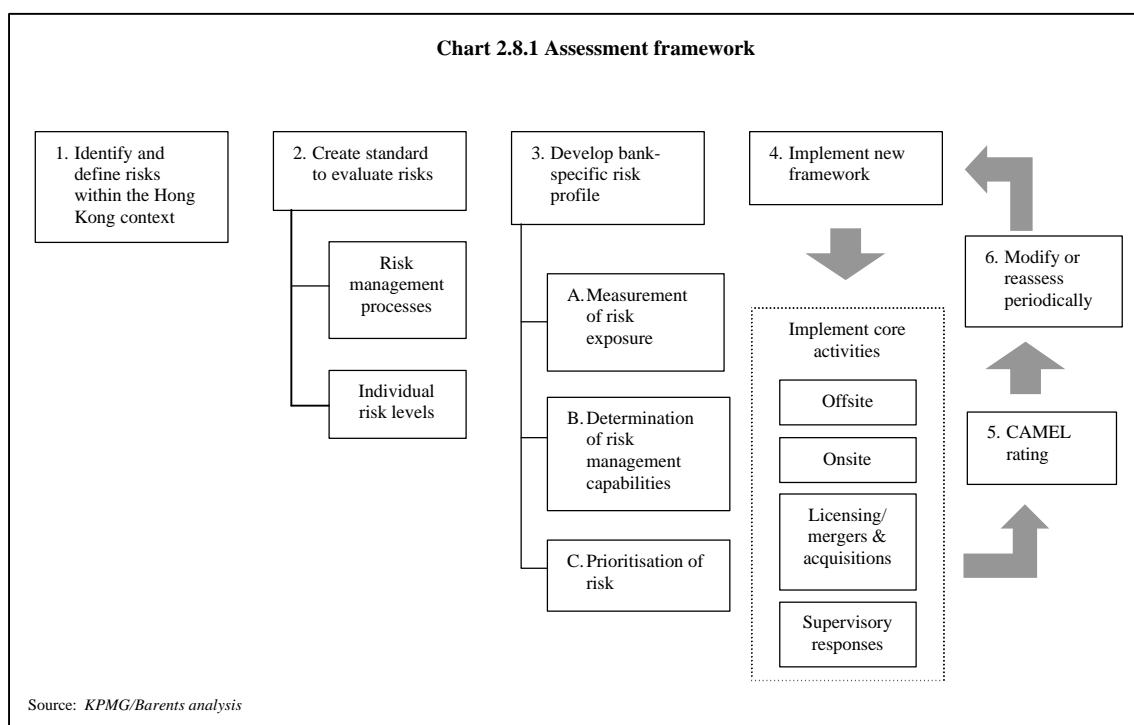 Chart 2.8.1 Assessment framework
1. Identify and
define risks
within the Hong
Kong context
2. Create standard
to evaluate risks
Risk
management
processes
Individual
risk levels
3. Develop bank-
specific risk
profile
A. Measurement
of risk
exposure
B. Determination
of risk
management
capabilities
C. Prioritisation of
risk
4. Implement new
framework
Implement core
activities
Offsite
Onsite
Licensing/
mergers &
acquisitions
Supervisory
responses
5. CAMEL
rating
6. Modify or
reassess
periodically
Source: KPMG/Barents analysis